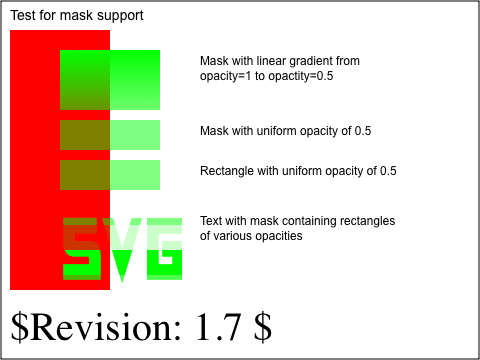 Test for mask support
Mask with linear gradient from
opacity=1 to opactity=0.5
Mask with uniform opacity of 0.5
Rectangle with uniform opacity of 0.5
Text with mask containing rectangles
of various opacities
SVG
$Revision: 1.7 $